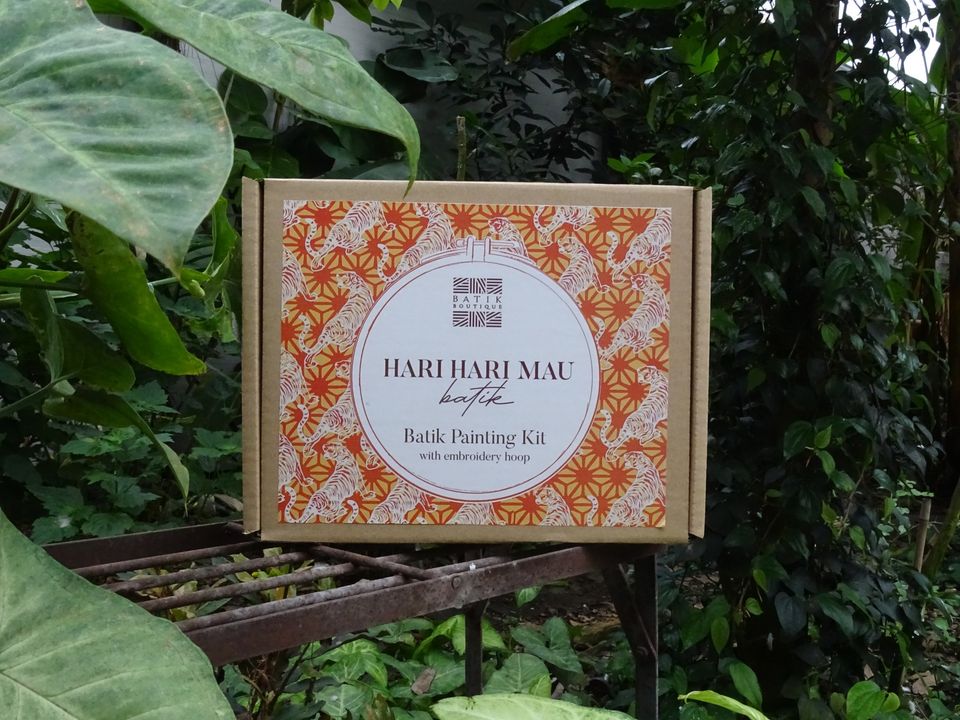 BATIK
BOUTIQUE
HARI HARI MAU
batik
Batik Painting Kit
with embroidery hoop